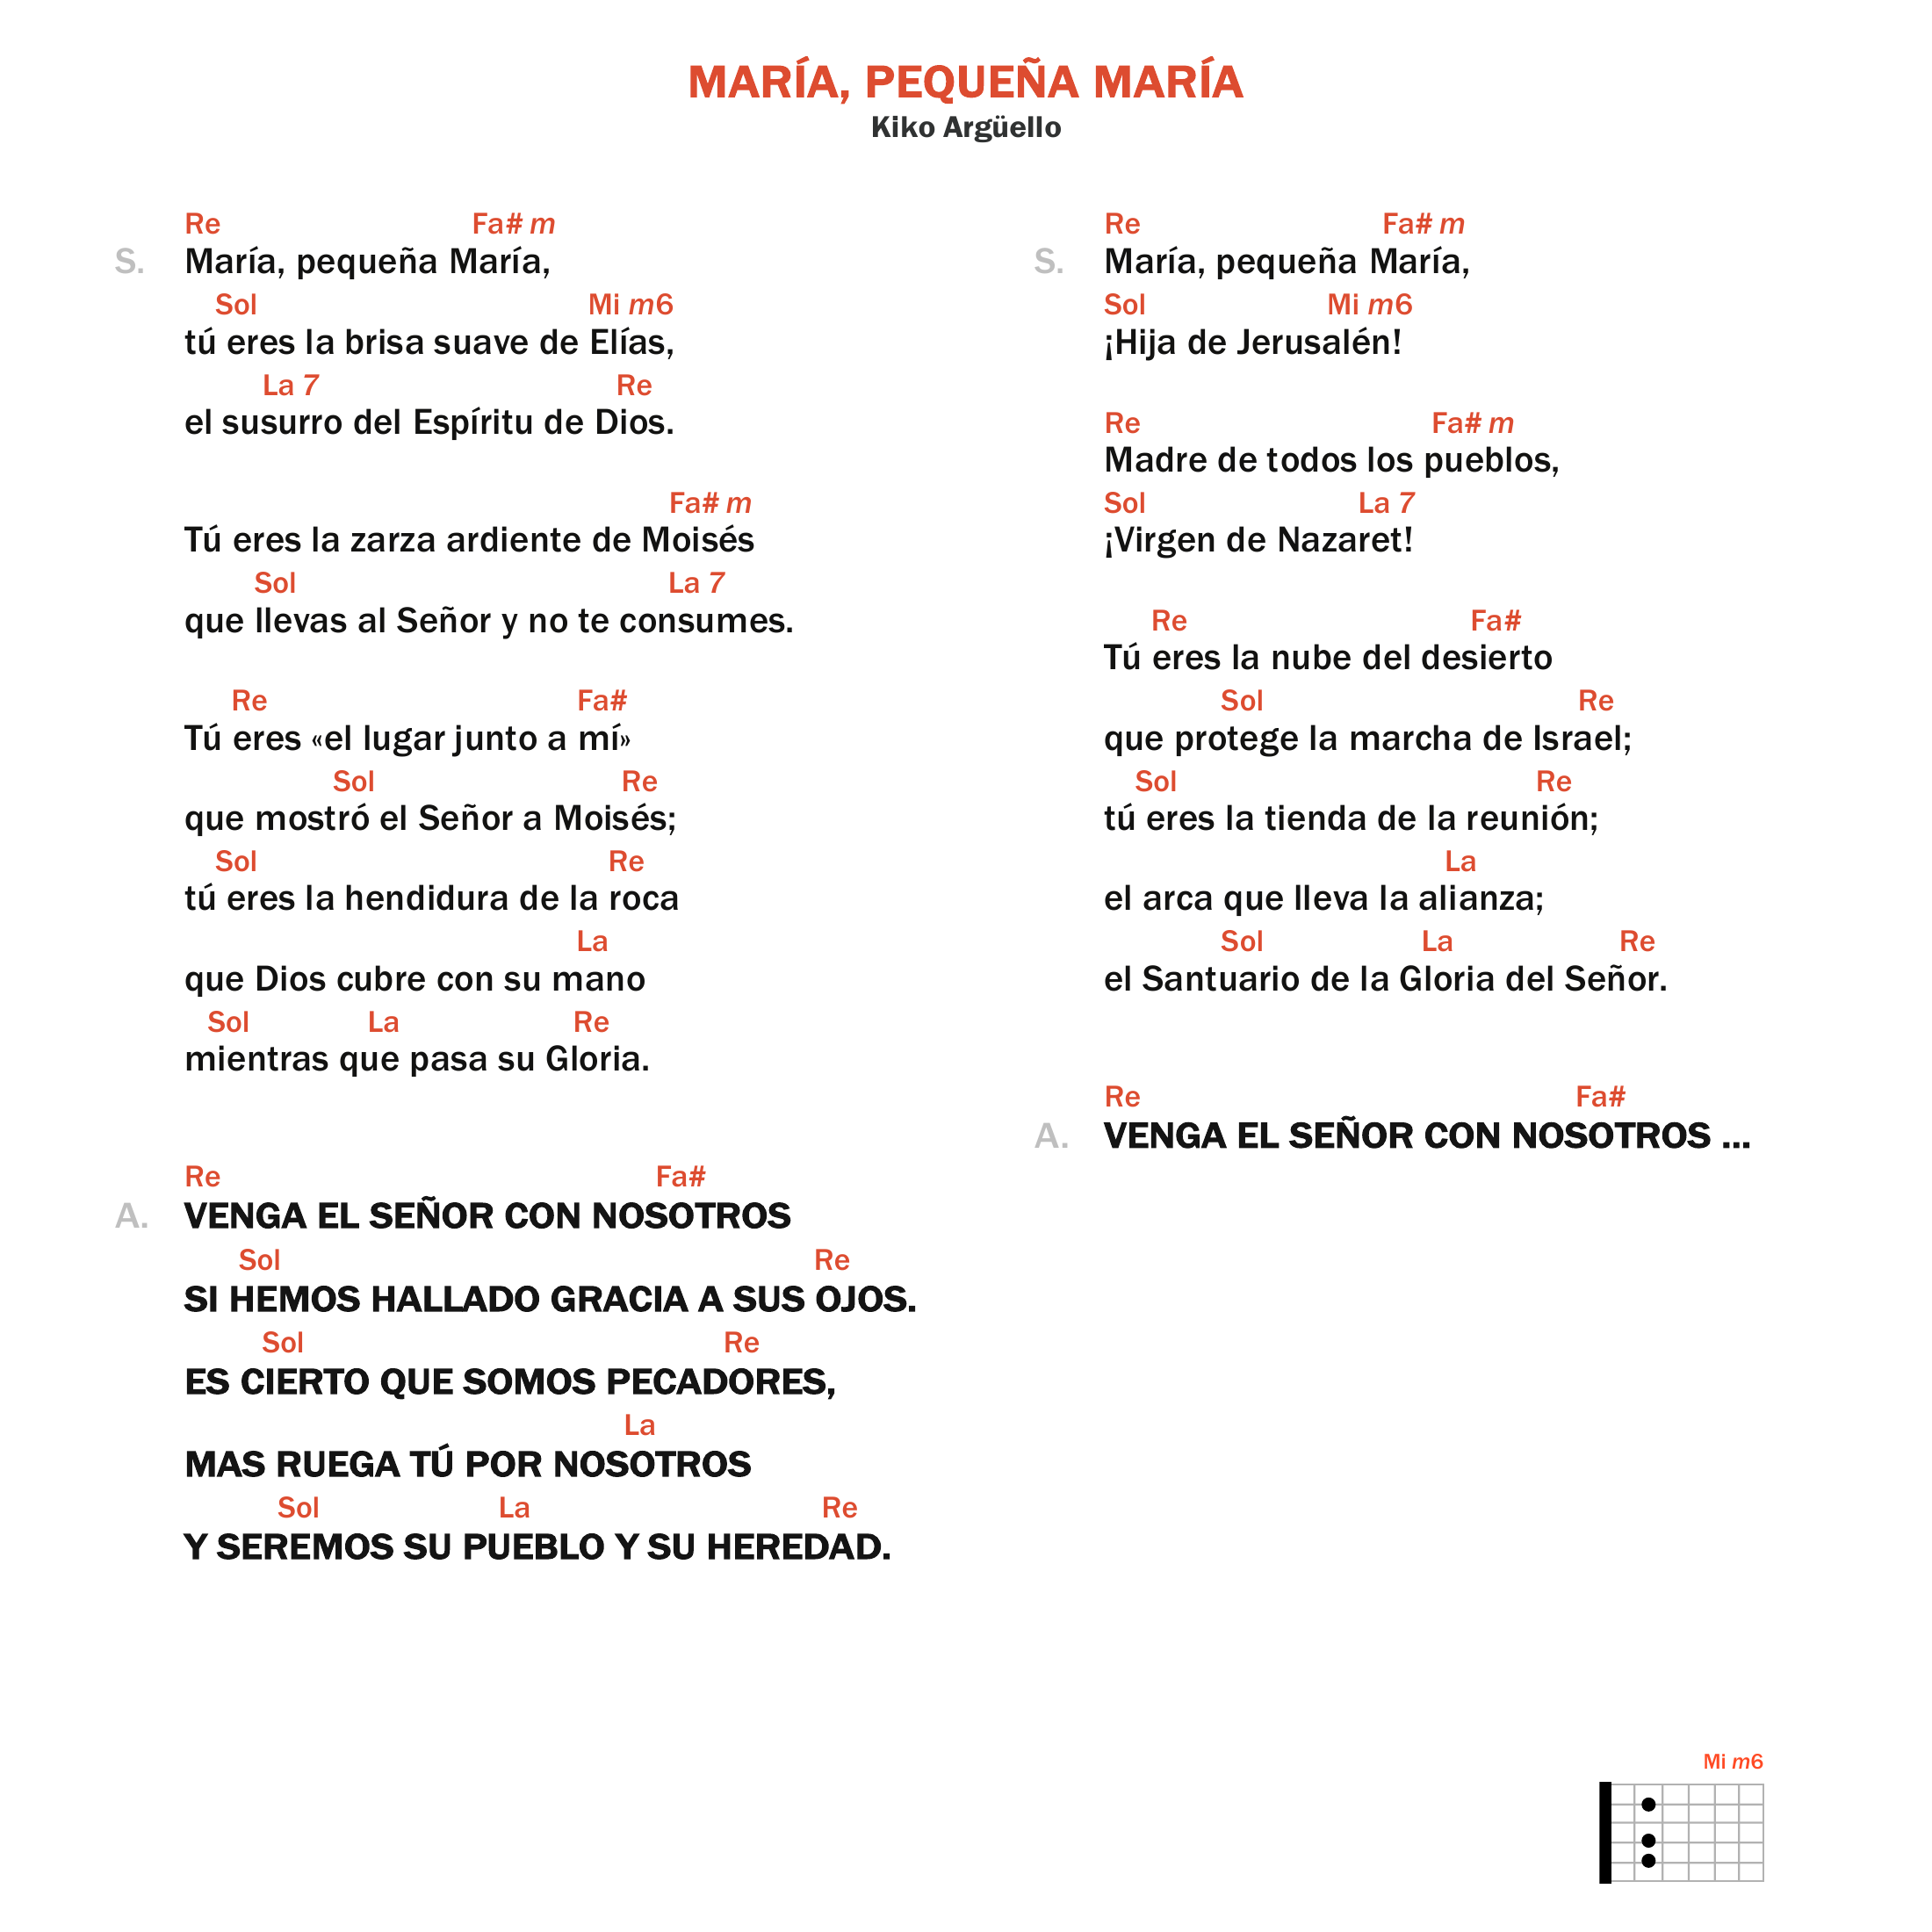 MARÍA, PEQUEÑA MARÍA
Kiko Argüello
Re Fa# m
S. María, pequeña María,
Sol Mi m6
tú eres la brisa suave de Elías,
La 7 Re
el susurro del Espíritu de Dios.
Fa# m
Tú eres la zarza ardiente de Moisés
Sol La 7
que llevas al Señor y no te consumes.
Re Fa#
Tú eres «el lugar junto a mí»
Sol Re
que mostró el Señor a Moisés;
Sol Re
tú eres la hendidura de la roca
La
que Dios cubre con su mano
Sol La Re
mientras que pasa su Gloria.
Re Fa#
A. VENGA EL SEÑOR CON NOSOTROS
Sol Re
SI HEMOS HALLADO GRACIA A SUS OJOS.
Sol Re
ES CIERTO QUE SOMOS PECADORES,
La
MAS RUEGA TÚ POR NOSOTROS
Sol La Re
Y SEREMOS SU PUEBLO Y SU HEREDAD.
Re Fa# m
S. María, pequeña María,
Sol Mi m6
¡Hija de Jerusalén!
Re Fa# m
Madre de todos los pueblos,
Sol La 7
¡Virgen de Nazaret!
Re Fa#
Tú eres la nube del desierto
Sol Re
que protege la marcha de Israel;
Sol Re
tú eres la tienda de la reunión;
La
el arca que lleva la alianza;
Sol La Re
el Santuario de la Gloria del Señor.
Re Fa#
A. VENGA EL SEÑOR CON NOSOTROS ...
Mi m6